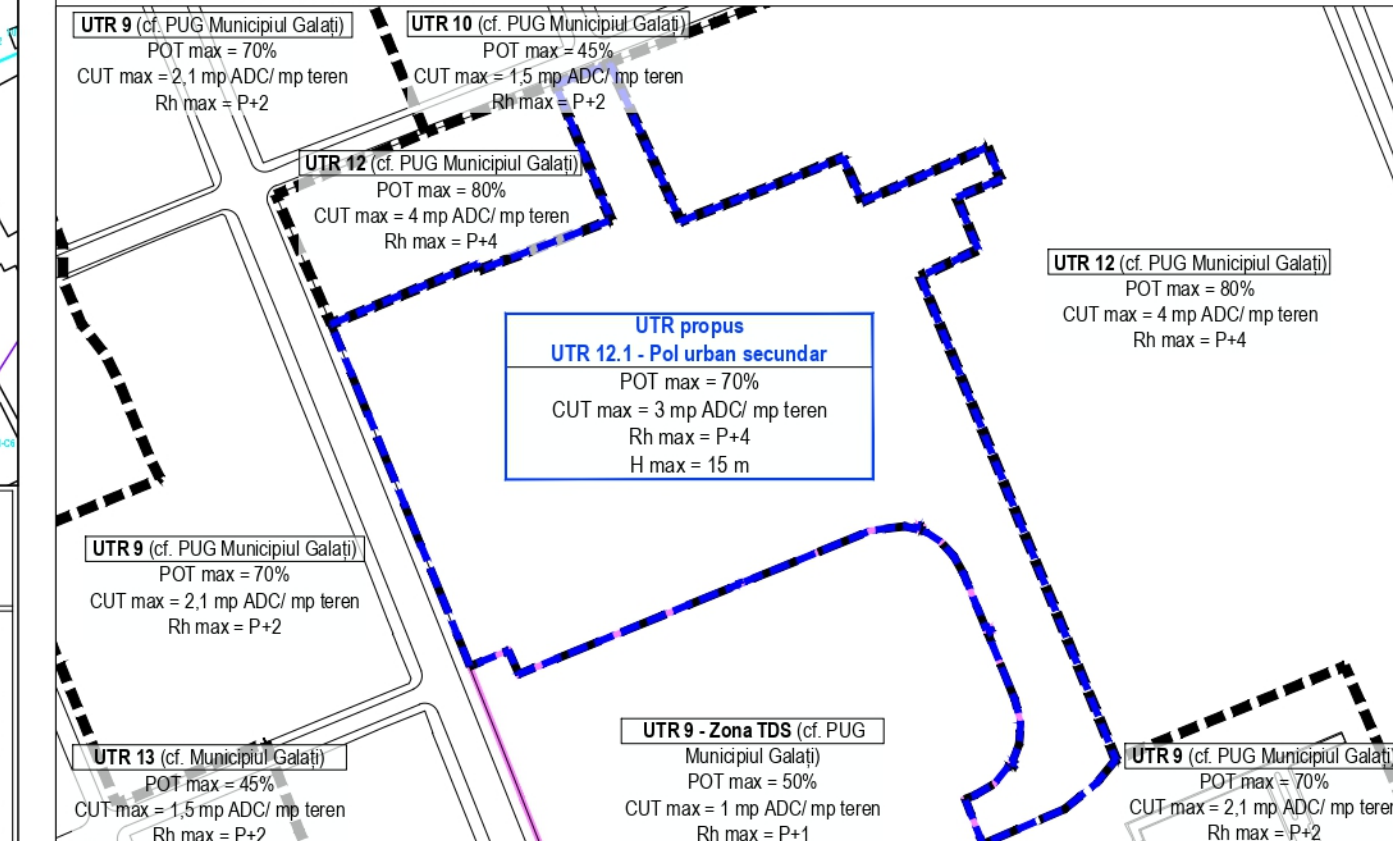 UTR 9 (cf. PUG Municipiul Galați)
POT max = 70%
CUT max = 2,1 mp ADC/ mp teren
Rh max = P+2
UTR 10 (cf. PUG Municipiul Galați)
POT max = 45%
CUT max = 1,5 mp ADC/ mp teren
Rh max = P+2
UTR 12 (cf. PUG Municipiul Galați)
POT max = 80%
CUT max = 4 mp ADC/ mp teren
Rh max = P+4
UTR 12 (cf. PUG Municipiul Galați)
POT max = 80%
CUT max = 4 mp ADC/ mp teren
Rh max = P+4
UTR propus
UTR 12.1 - Pol urban secundar
POT max = 70%
CUT max = 3 mp ADC/ mp teren
Rh max = P+4
H max = 15 m
UTR 9 (cf. PUG Municipiul Galați)
POT max = 70%
CUT max = 2,1 mp ADC/ mp teren
Rh max = P+2
UTR 13 (cf. Municipiul Galați)
POT max = 45%
CUT max = 1,5 mp ADC/ mp teren
Rh max = P+2
UTR 9 - Zona TDS (cf. PUG
Municipiul Galați)
POT max = 50%
CUT max = 1 mp ADC/ mp teren
Rh max = P+1
UTR 9 (cf. PUG Municipiul Galați)
POT max = 70%
CUT max = 2,1 mp ADC/ mp teren
Rh max = P+2